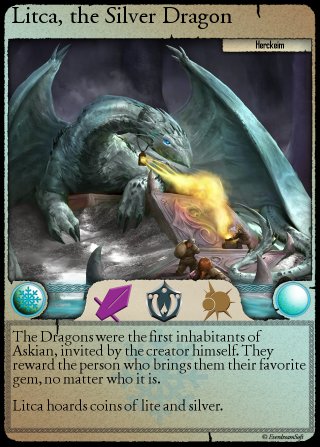 Litca, the Silver Dragon
Herckeim
The Dragons were the first inhabitants of
Askian, invited by the creator himself. They
reward the person who brings them their favorite
gem, no matter who it is.
Litca hoards coins of lite and silver.
© EverdreamSoft